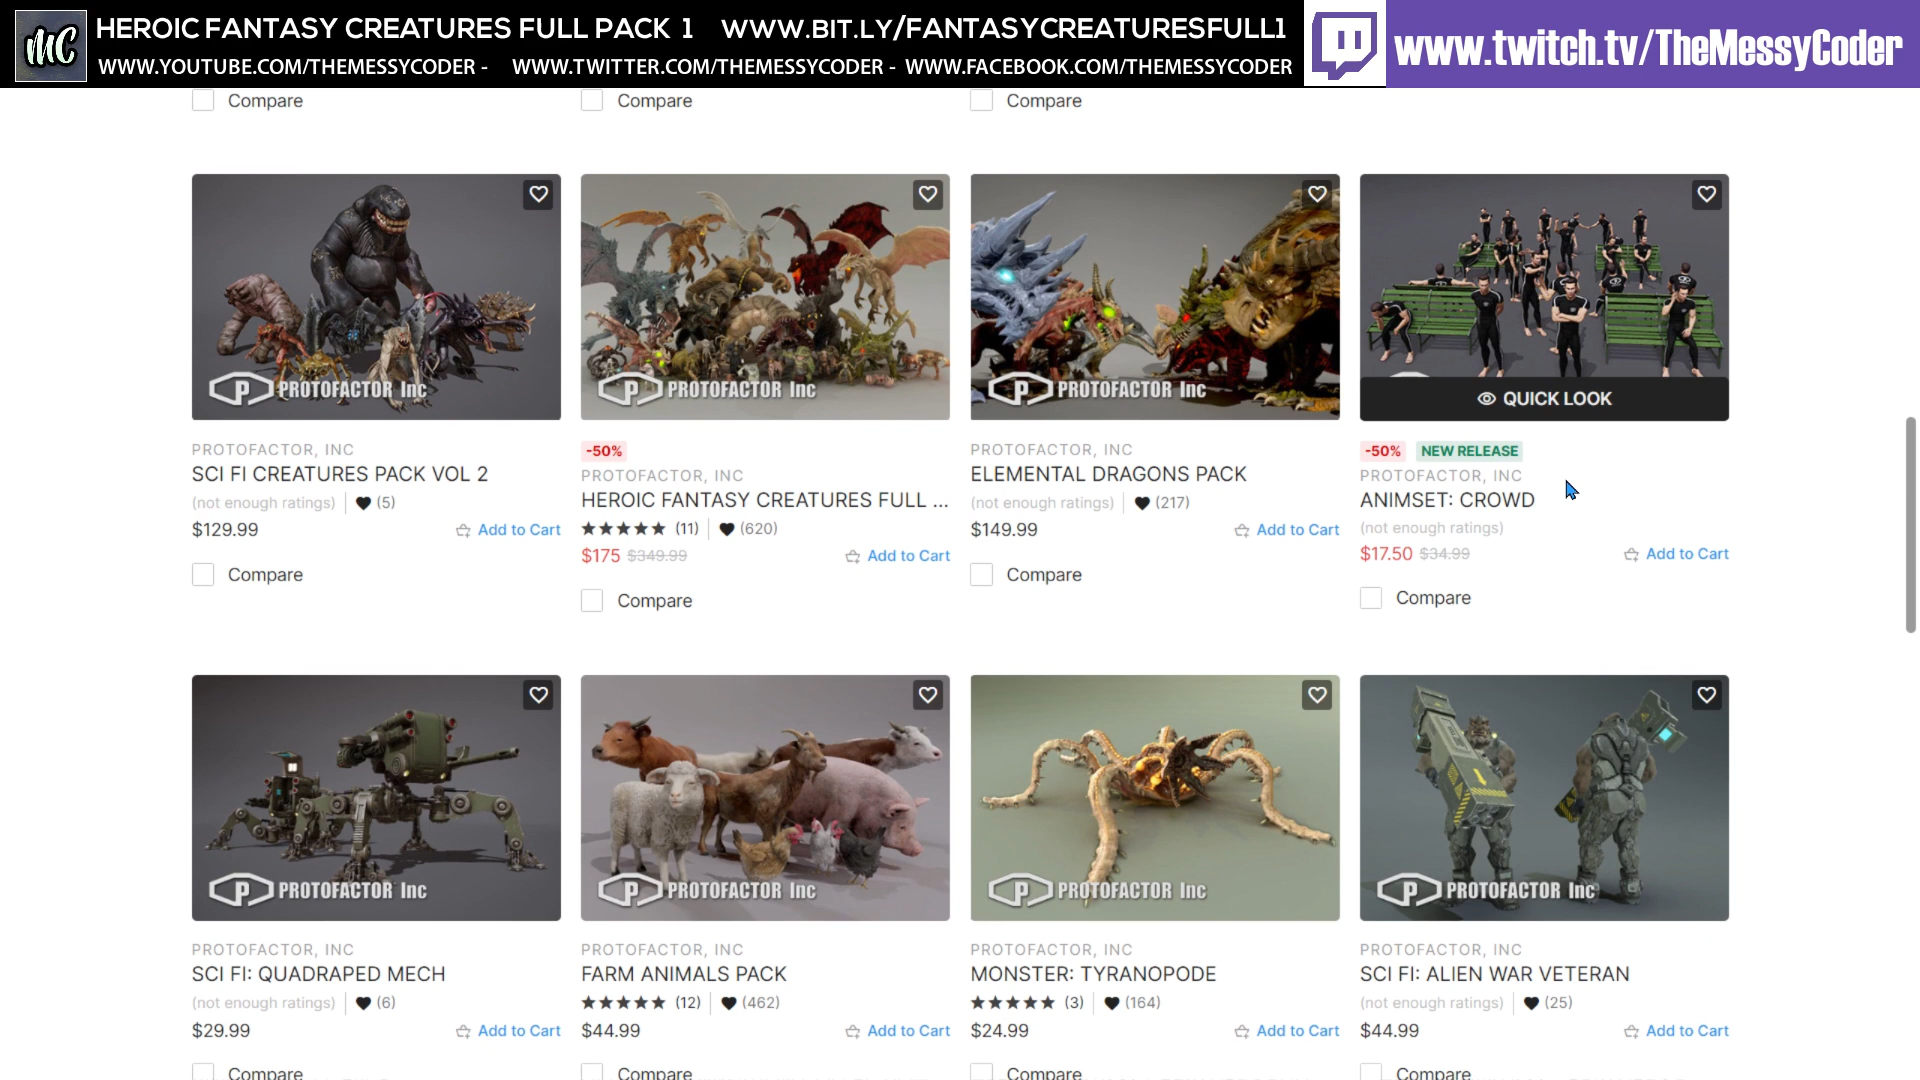 MC
HEROIC FANTASY CREATURES FULL PACK 1 WWW.BIT.LY/FANTASYCREATURESFULL1
WWW.YOUTUBE.COM/THEMESSYCODER - WWW.TWITTER.COM/THEMESSYCODER - WWW.FACEBOOK.COM/THEMESSYCODER
www.twitch.tv/TheMessyCoder
Compare
Compare
Compare
P PROTOFACTOR Inc
P PROTOFACTOR Inc
P PROTOFACTOR Inc
QUICK LOOK
PROTOFACTOR, INC
SCI FI CREATURES PACK VOL 2
(not enough ratings) (5)
$129.99 Add to Cart
Compare
-50%
PROTOFACTOR, INC
HEROIC FANTASY CREATURES FULL ...
(11) (620)
$175 $349.99 Add to Cart
Compare
PROTOFACTOR, INC
ELEMENTAL DRAGONS PACK
(not enough ratings) (217)
$149.99 Add to Cart
Compare
-50% NEW RELEASE
PROTOFACTOR, INC
ANIMSET: CROWD
(not enough ratings)
$17.50 $34.99 Add to Cart
Compare
P PROTOFACTOR Inc
P PROTOFACTOR Inc
P PROTOFACTOR Inc
P PROTOFACTOR Inc
PROTOFACTOR, INC
SCI FI: QUADRAPED MECH
(not enough ratings) (6)
$29.99 Add to Cart
Compare
PROTOFACTOR, INC
FARM ANIMALS PACK
(12) (462)
$44.99 Add to Cart
Compare
PROTOFACTOR, INC
MONSTER: TYRANOPODE
(3) (164)
$24.99 Add to Cart
Compare
PROTOFACTOR, INC
SCI FI: ALIEN WAR VETERAN
(not enough ratings) (25)
$44.99 Add to Cart
Compare